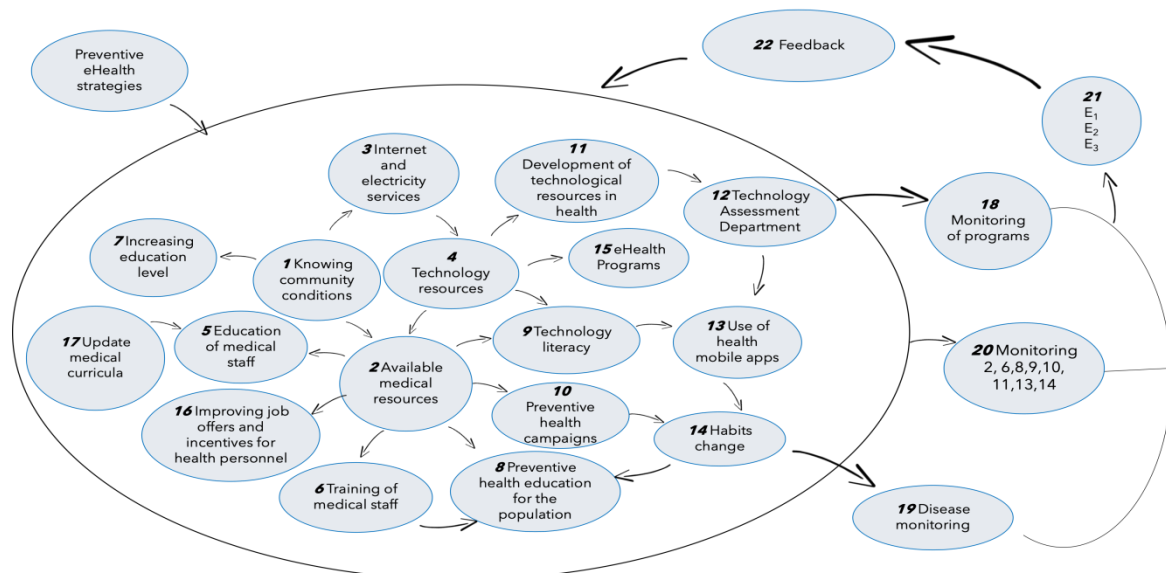 Preventive
eHealth
strategies
22 Feedback
21
E1
E2
E3
3 Internet
and
electricity
services
11
Development of
technological
resources in
health
12 Technology
Assessment
Department
18
Monitoring
of programs
7 Increasing
education
level
1 Knowing
community
conditions
4
Technology
resources
15 eHealth
Programs
17 Update
medical
curricula
5 Education
of medical
staff
9 Technology
literacy
13 Use of
health
mobile apps
20 Monitoring
2, 6,8,9,10,
11,13,14
2 Available
medical
resources
16 Improving job
offers and
incentives for
health personnel
10
Preventive
health
campaigns
14 Habits
change
6 Training of
medical staff
8 Preventive
health education
for the
population
19 Disease
monitoring